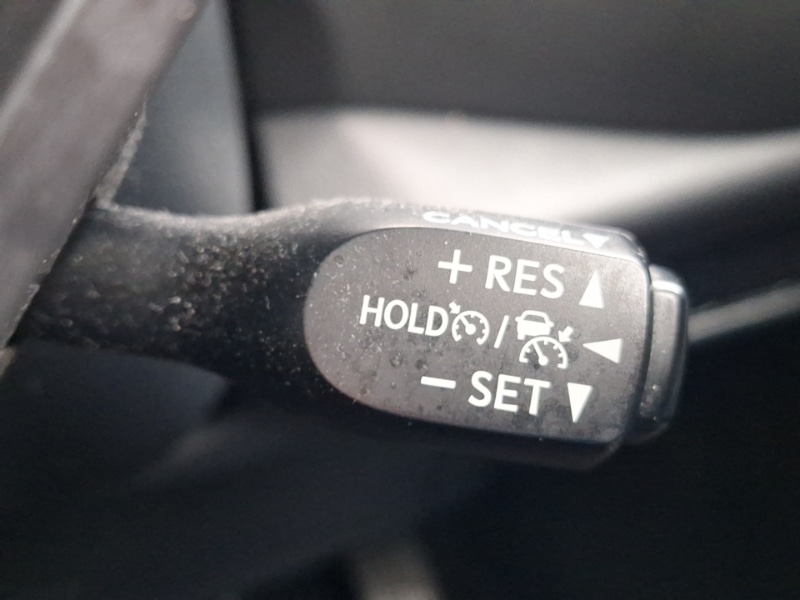 CANCEL
+ RES
HOLD /
− SET